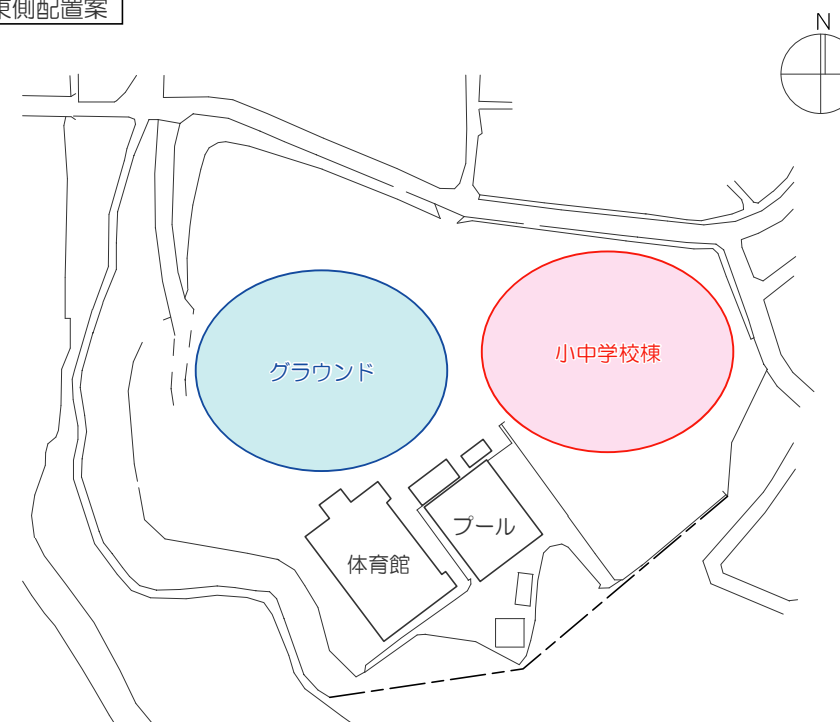 東側配置案
N
小中学校棟
グラウンド
プール
体育館